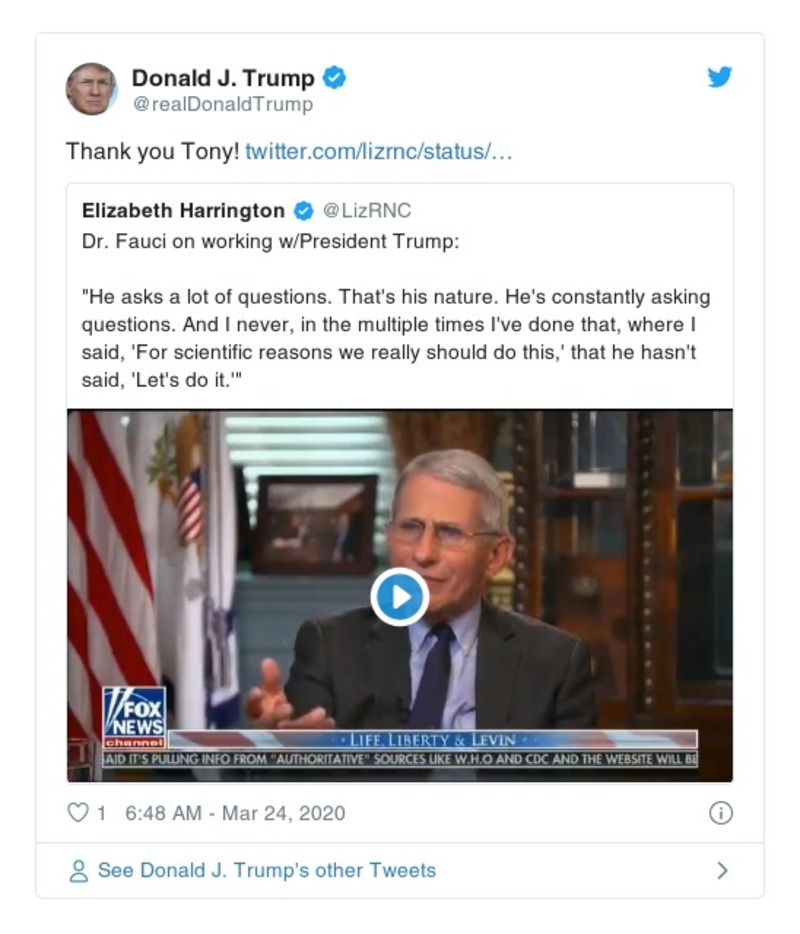 Donald J. Trump
@realDonaldTrump
Thank you Tony! twitter.com/lizrnc/status/…
Elizabeth Harrington @LizRNC
Dr. Fauci on working w/President Trump:
"He asks a lot of questions. That's his nature. He's constantly asking
questions. And I never, in the multiple times I've done that, where I
said, 'For scientific reasons we really should do this,' that he hasn't
said, 'Let's do it.'"
FOX
NEWS
channel
LIFE, LIBERTY & LEVIN
AID IT'S PULLING INFO FROM "AUTHORITATIVE" SOURCES LIKE W.H.O AND CDC AND THE WEBSITE WILL BE
1 6:48 AM - Mar 24, 2020
See Donald J. Trump's other Tweets